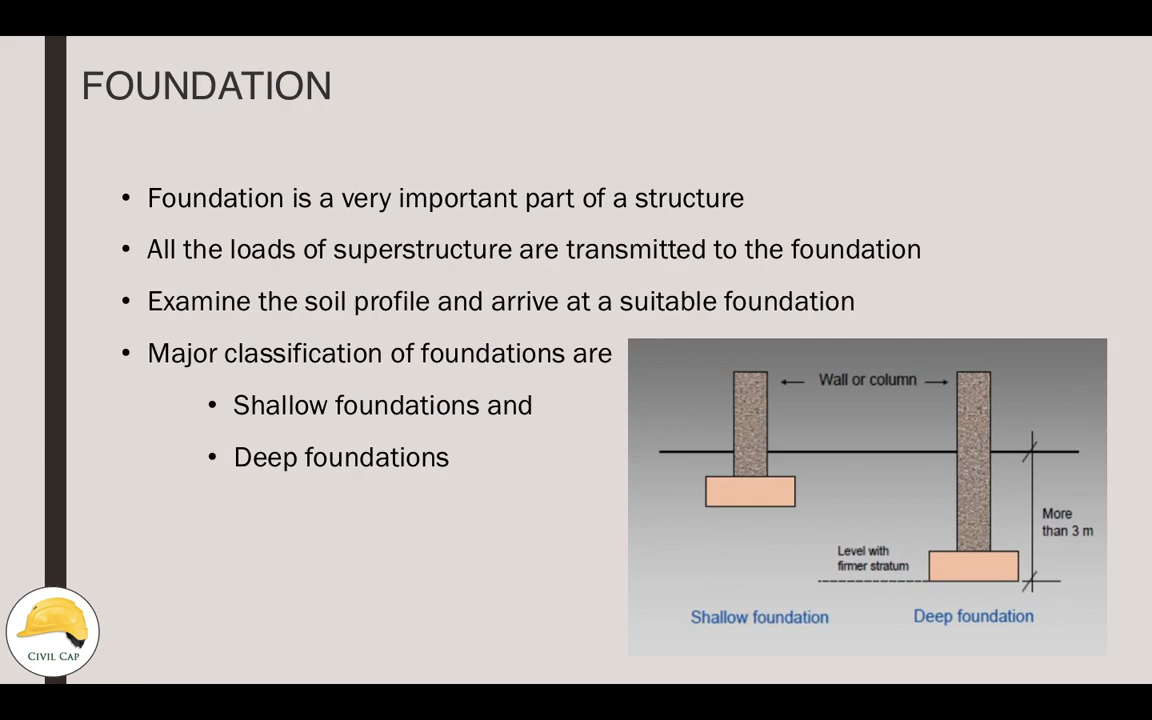 FOUNDATION
• Foundation is a very important part of a structure
• All the loads of superstructure are transmitted to the foundation
• Examine the soil profile and arrive at a suitable foundation
• Major classification of foundations are
• Shallow foundations and
• Deep foundations
Wall or column
More
than 3 m
Level with
firmer stratum
Shallow foundation
Deep foundation
CIVIL CAP